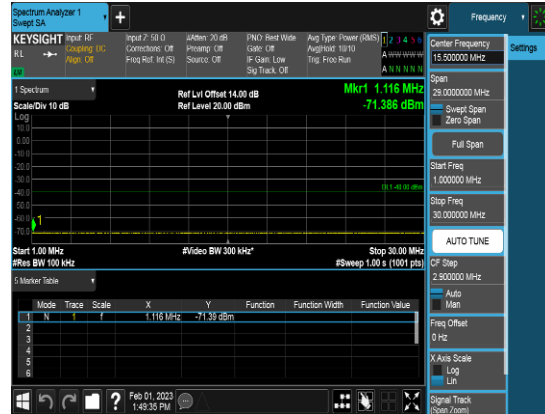 Spectrum Analyzer 1
Swept SA
+
Frequency
KEYSIGHT
RL
Input: RF
Coupling: DC
Align: Off
Input Z: 50 Ω
Corrections: Off
Freq Ref: Int (S)
#Atten: 20 dB
Preamp: Off
Source: Off
PNO: Best Wide
Gate: Off
IF Gain: Low
Sig Track: Off
Avg Type: Power (RMS)
Avg|Hold: 10/10
Trig: Free Run
1 2 3 4 5 6
A W W W W W
A N N N N N
LW
1 Spectrum
Scale/Div 10 dB
Ref Lvl Offset 14.00 dB
Ref Level 20.00 dBm
Mkr1 1.116 MHz
-71.386 dBm
Log
10.0
0.00
-10.0
-20.0
-30.0
-40.0
-50.0
-60.0
-70.0
DL1 -40.00 dBm
1
Start 1.00 MHz
#Res BW 100 kHz
#Video BW 300 kHz*
Stop 30.00 MHz
#Sweep 1.00 s (1001 pts)
5 Marker Table
Mode Trace Scale X Y Function Function Width Function Value
1 N 1 f 1.116 MHz -71.39 dBm
2
3
4
5
6
Feb 01, 2023
1:49:35 PM
Center Frequency
15.500000 MHz
Settings
Span
29.0000000 MHz
Swept Span
Zero Span
Full Span
Start Freq
1.000000 MHz
Stop Freq
30.000000 MHz
AUTO TUNE
CF Step
2.900000 MHz
Auto
Man
Freq Offset
0 Hz
X Axis Scale
Log
Lin
Signal Track
(Span Zoom)